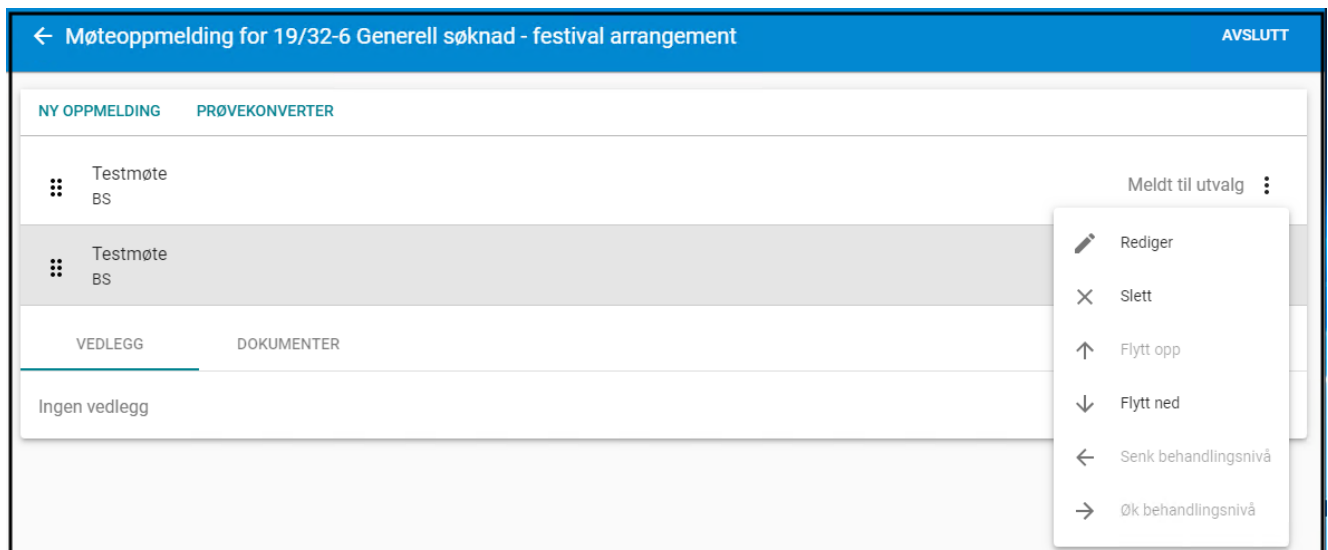 Møteoppmelding for 19/32-6 Generell søknad - festival arrangement AVSLUTT
NY OPPMELDING PRØVEKONVERTER
Testmøte
BS
Meldt til utvalg
Testmøte
BS
VEDLEGG DOKUMENTER
Ingen vedlegg
Rediger
Slett
Flytt opp
Flytt ned
Senk behandlingsnivå
Øk behandlingsnivå